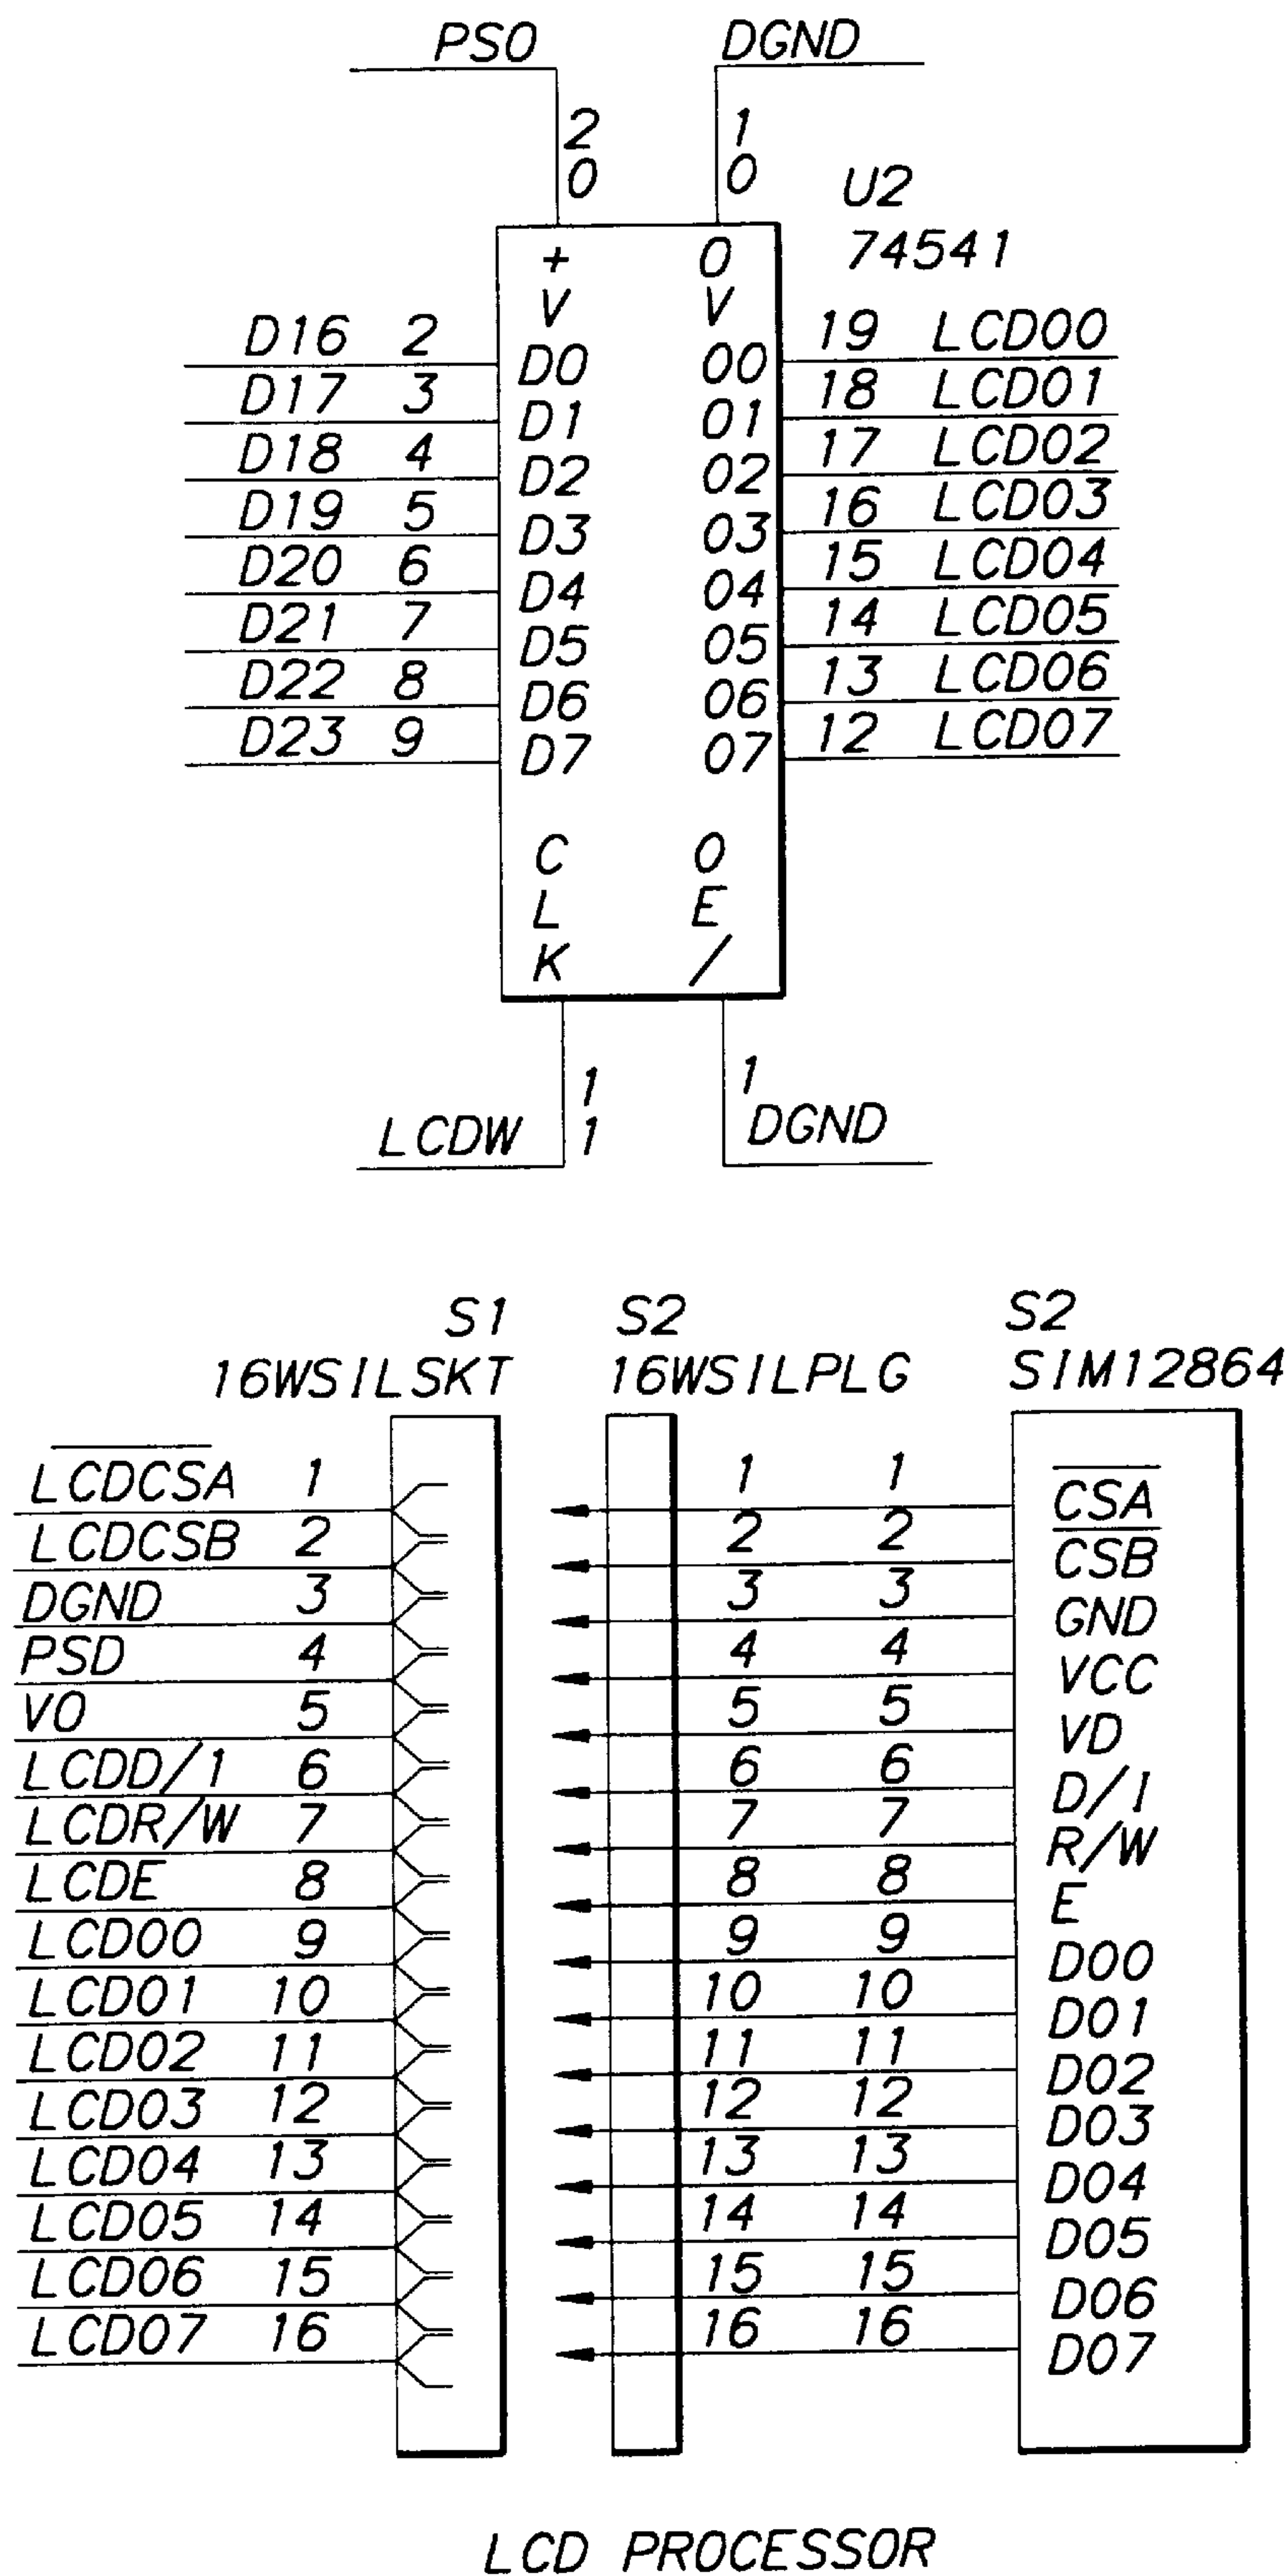 PS0 DGND
2 1
0 0
U2
74541
+ 0
V V
D16 2 D0 00 19 LCD00
D17 3 D1 01 18 LCD01
D18 4 D2 02 17 LCD02
D19 5 D3 03 16 LCD03
D20 6 D4 04 15 LCD04
D21 7 D5 05 14 LCD05
D22 8 D6 06 13 LCD06
D23 9 D7 07 12 LCD07
C O
L E
K /
1 1
LCDW 1 DGND
S1 S2 S2
16WSILSKT 16WSILPLG SIM12864
LCDCSA 1 1 1 CSA
LCDCSB 2 2 2 CSB
DGND 3 3 3 GND
PSD 4 4 4 VCC
VO 5 5 5 VD
LCDD/1 6 6 6 D/I
LCDR/W 7 7 7 R/W
LCDE 8 8 8 E
LCD00 9 9 9 D00
LCD01 10 10 10 D01
LCD02 11 11 11 D02
LCD03 12 12 12 D03
LCD04 13 13 13 D04
LCD05 14 14 14 D05
LCD06 15 15 15 D06
LCD07 16 16 16 D07
LCD PROCESSOR